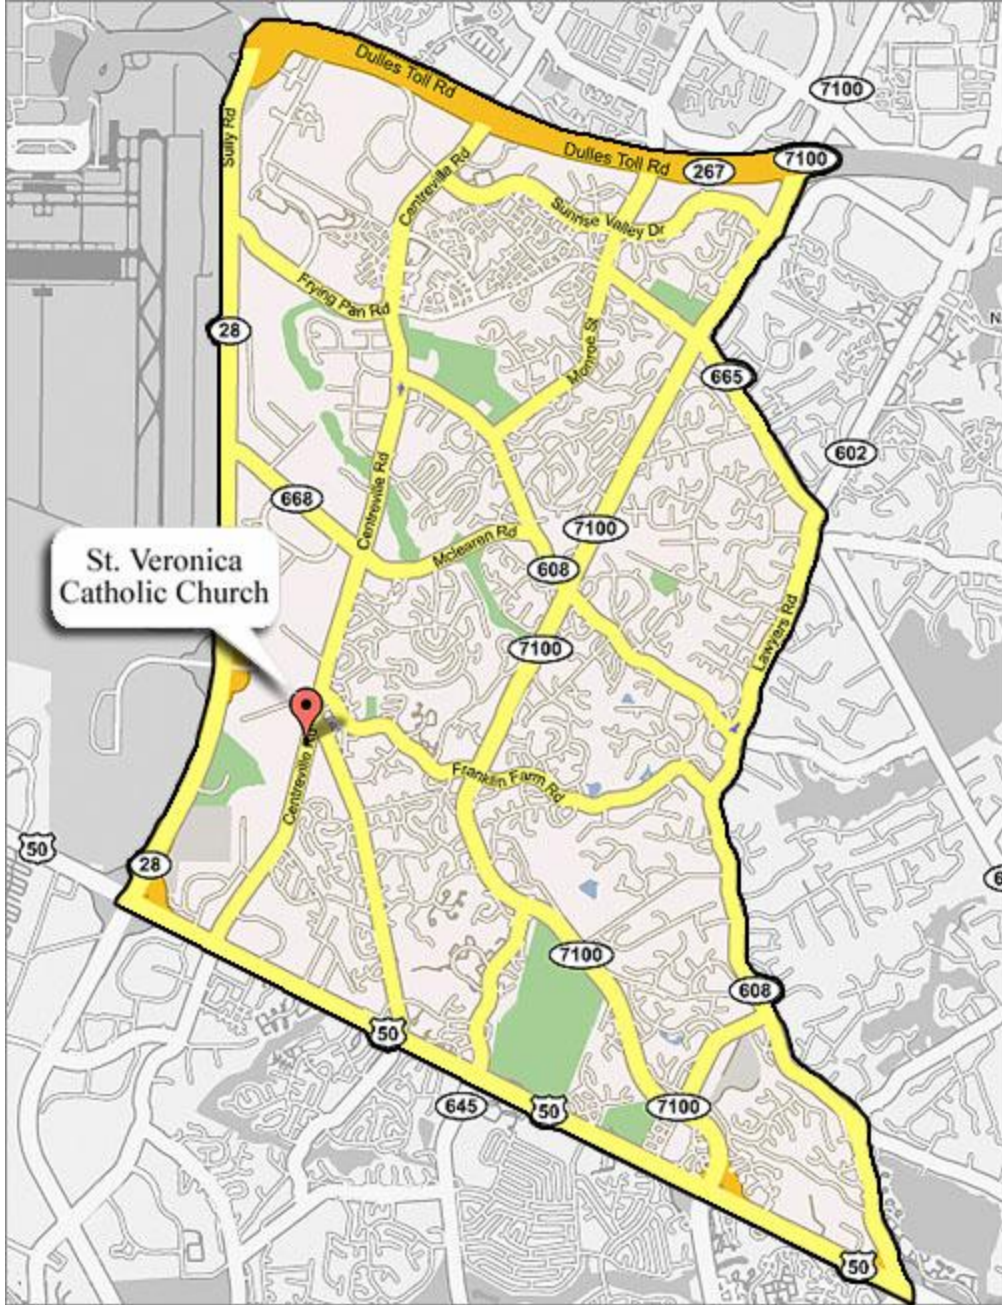 Dulles Toll Rd
7100
Sully Rd
Dulles Toll Rd
267
7100
Centreville Rd
Sunrise Valley Dr
Frying Pan Rd
N
28
Monroe St
665
602
668
Centreville Rd
7100
Mclearen Rd
608
St. Veronica
Catholic Church
7100
Lawyers Rd
Centreville Rd
Franklin Farm Rd
50
28
6
7100
608
50
645
50
7100
50